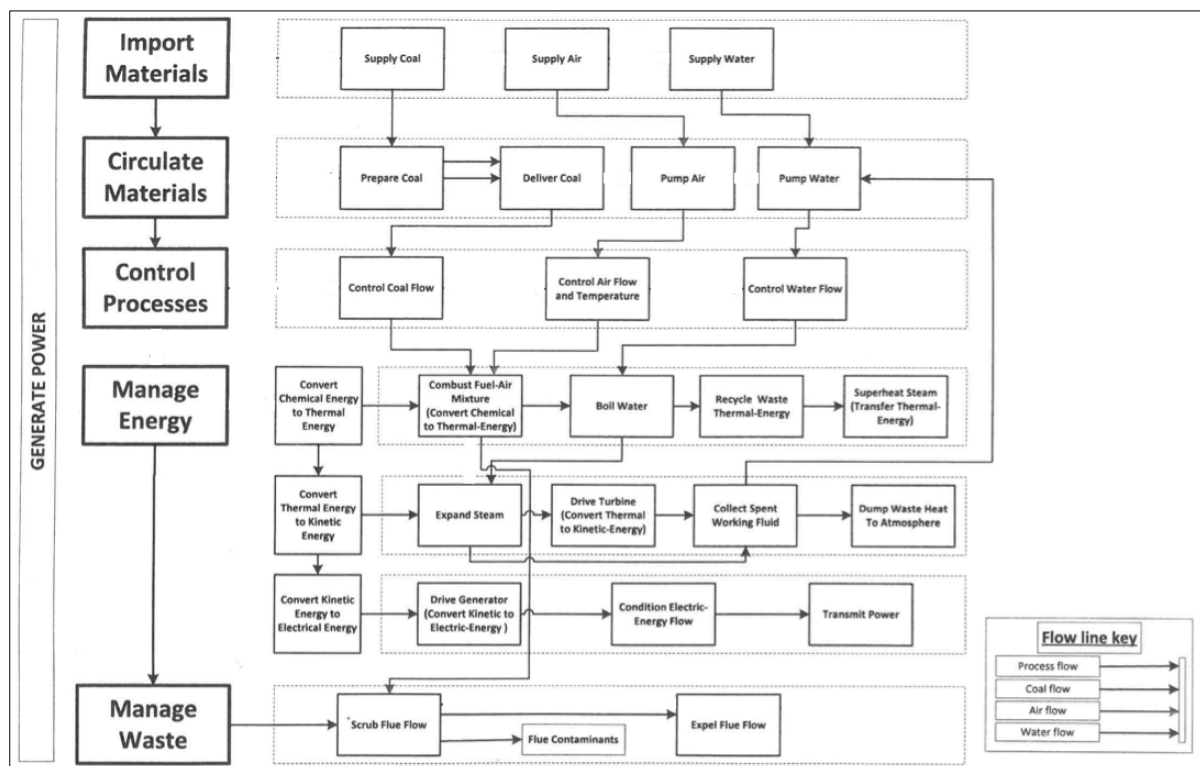 GENERATE POWER
Import
Materials
Supply Coal
Supply Air
Supply Water
Circulate
Materials
Prepare Coal
Deliver Coal
Pump Air
Pump Water
Control
Processes
Control Coal Flow
Control Air Flow
and Temperature
Control Water Flow
Manage
Energy
Convert
Chemical Energy
to Thermal
Energy
Combust Fuel-Air
Mixture
(Convert Chemical
to Thermal-Energy)
Boil Water
Recycle Waste
Thermal-Energy
Superheat Steam
(Transfer Thermal-
Energy)
Convert
Thermal Energy
to Kinetic
Energy
Expand Steam
Drive Turbine
(Convert Thermal
to Kinetic-Energy)
Collect Spent
Working Fluid
Dump Waste Heat
To Atmosphere
Convert Kinetic
Energy to
Electrical Energy
Drive Generator
(Convert Kinetic to
Electric-Energy )
Condition Electric-
Energy Flow
Transmit Power
Manage
Waste
Scrub Flue Flow
Flue Contaminants
Expel Flue Flow
Flow line key
Process flow
Coal flow
Air flow
Water flow